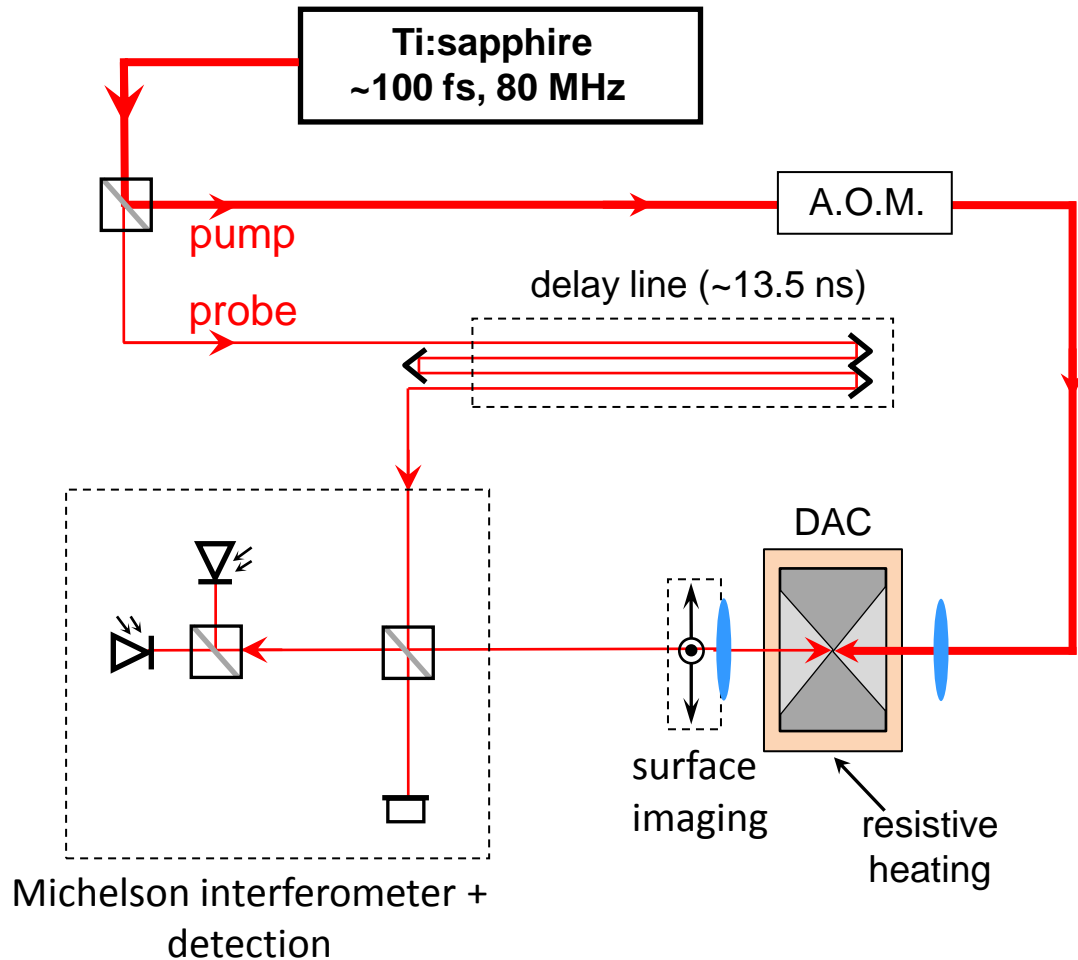 Ti:sapphire
~100 fs, 80 MHz
A.O.M.
pump
delay line (~13.5 ns)
probe
DAC
surface
imaging
resistive
heating
Michelson interferometer +
detection